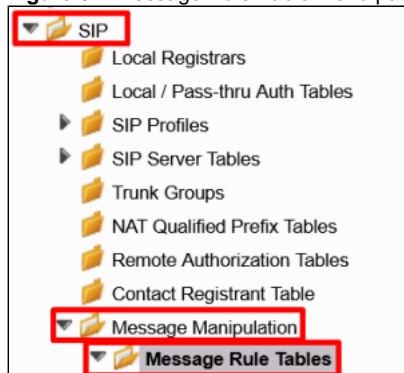 SIP
Local Registrars
Local / Pass-thru Auth Tables
SIP Profiles
SIP Server Tables
Trunk Groups
NAT Qualified Prefix Tables
Remote Authorization Tables
Contact Registrant Table
Message Manipulation
Message Rule Tables